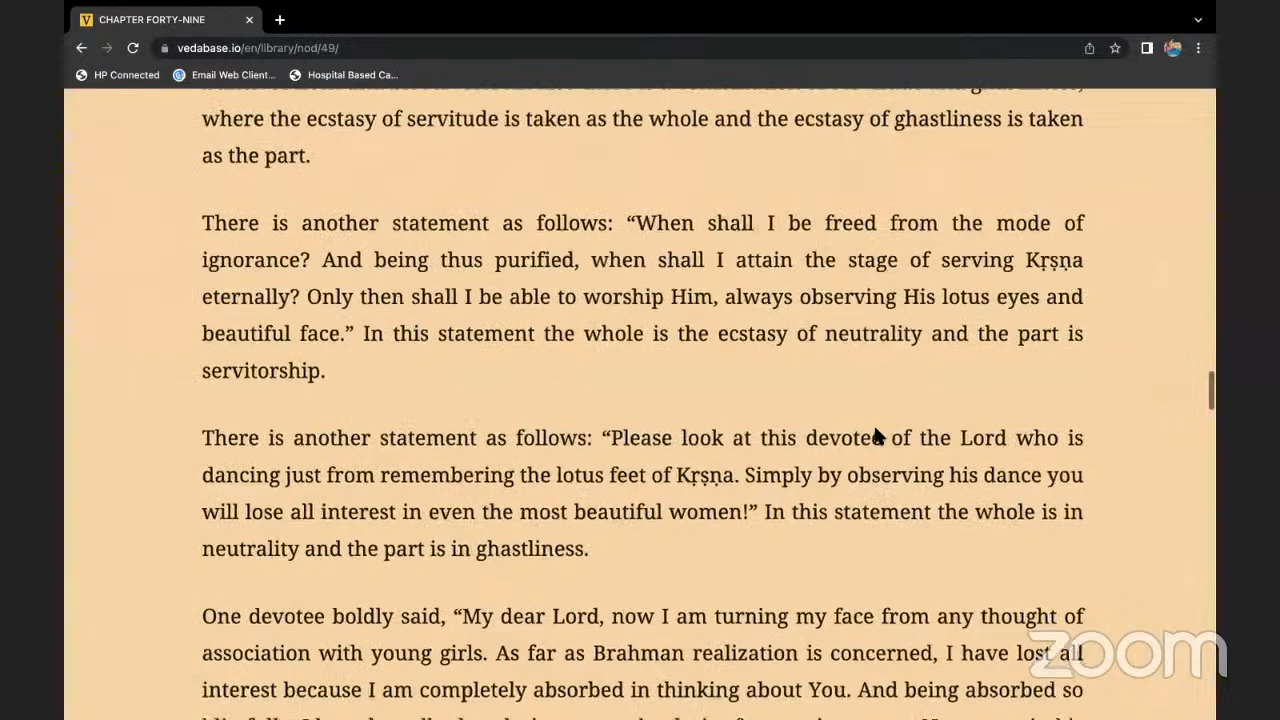 CHAPTER FORTY-NINE
vedabase.io/en/library/nod/49/
HP Connected
Email Web Client...
Hospital Based Ca...
where the ecstasy of servitude is taken as the whole and the ecstasy of ghastliness is taken
as the part.
There is another statement as follows: “When shall I be freed from the mode of
ignorance? And being thus purified, when shall I attain the stage of serving Kṛṣṇa
eternally? Only then shall I be able to worship Him, always observing His lotus eyes and
beautiful face.” In this statement the whole is the ecstasy of neutrality and the part is
servitorship.
There is another statement as follows: “Please look at this devotee of the Lord who is
dancing just from remembering the lotus feet of Kṛṣṇa. Simply by observing his dance you
will lose all interest in even the most beautiful women!” In this statement the whole is in
neutrality and the part is in ghastliness.
One devotee boldly said, “My dear Lord, now I am turning my face from any thought of
association with young girls. As far as Brahman realization is concerned, I have lost all
interest because I am completely absorbed in thinking about You. And being absorbed so
zoom